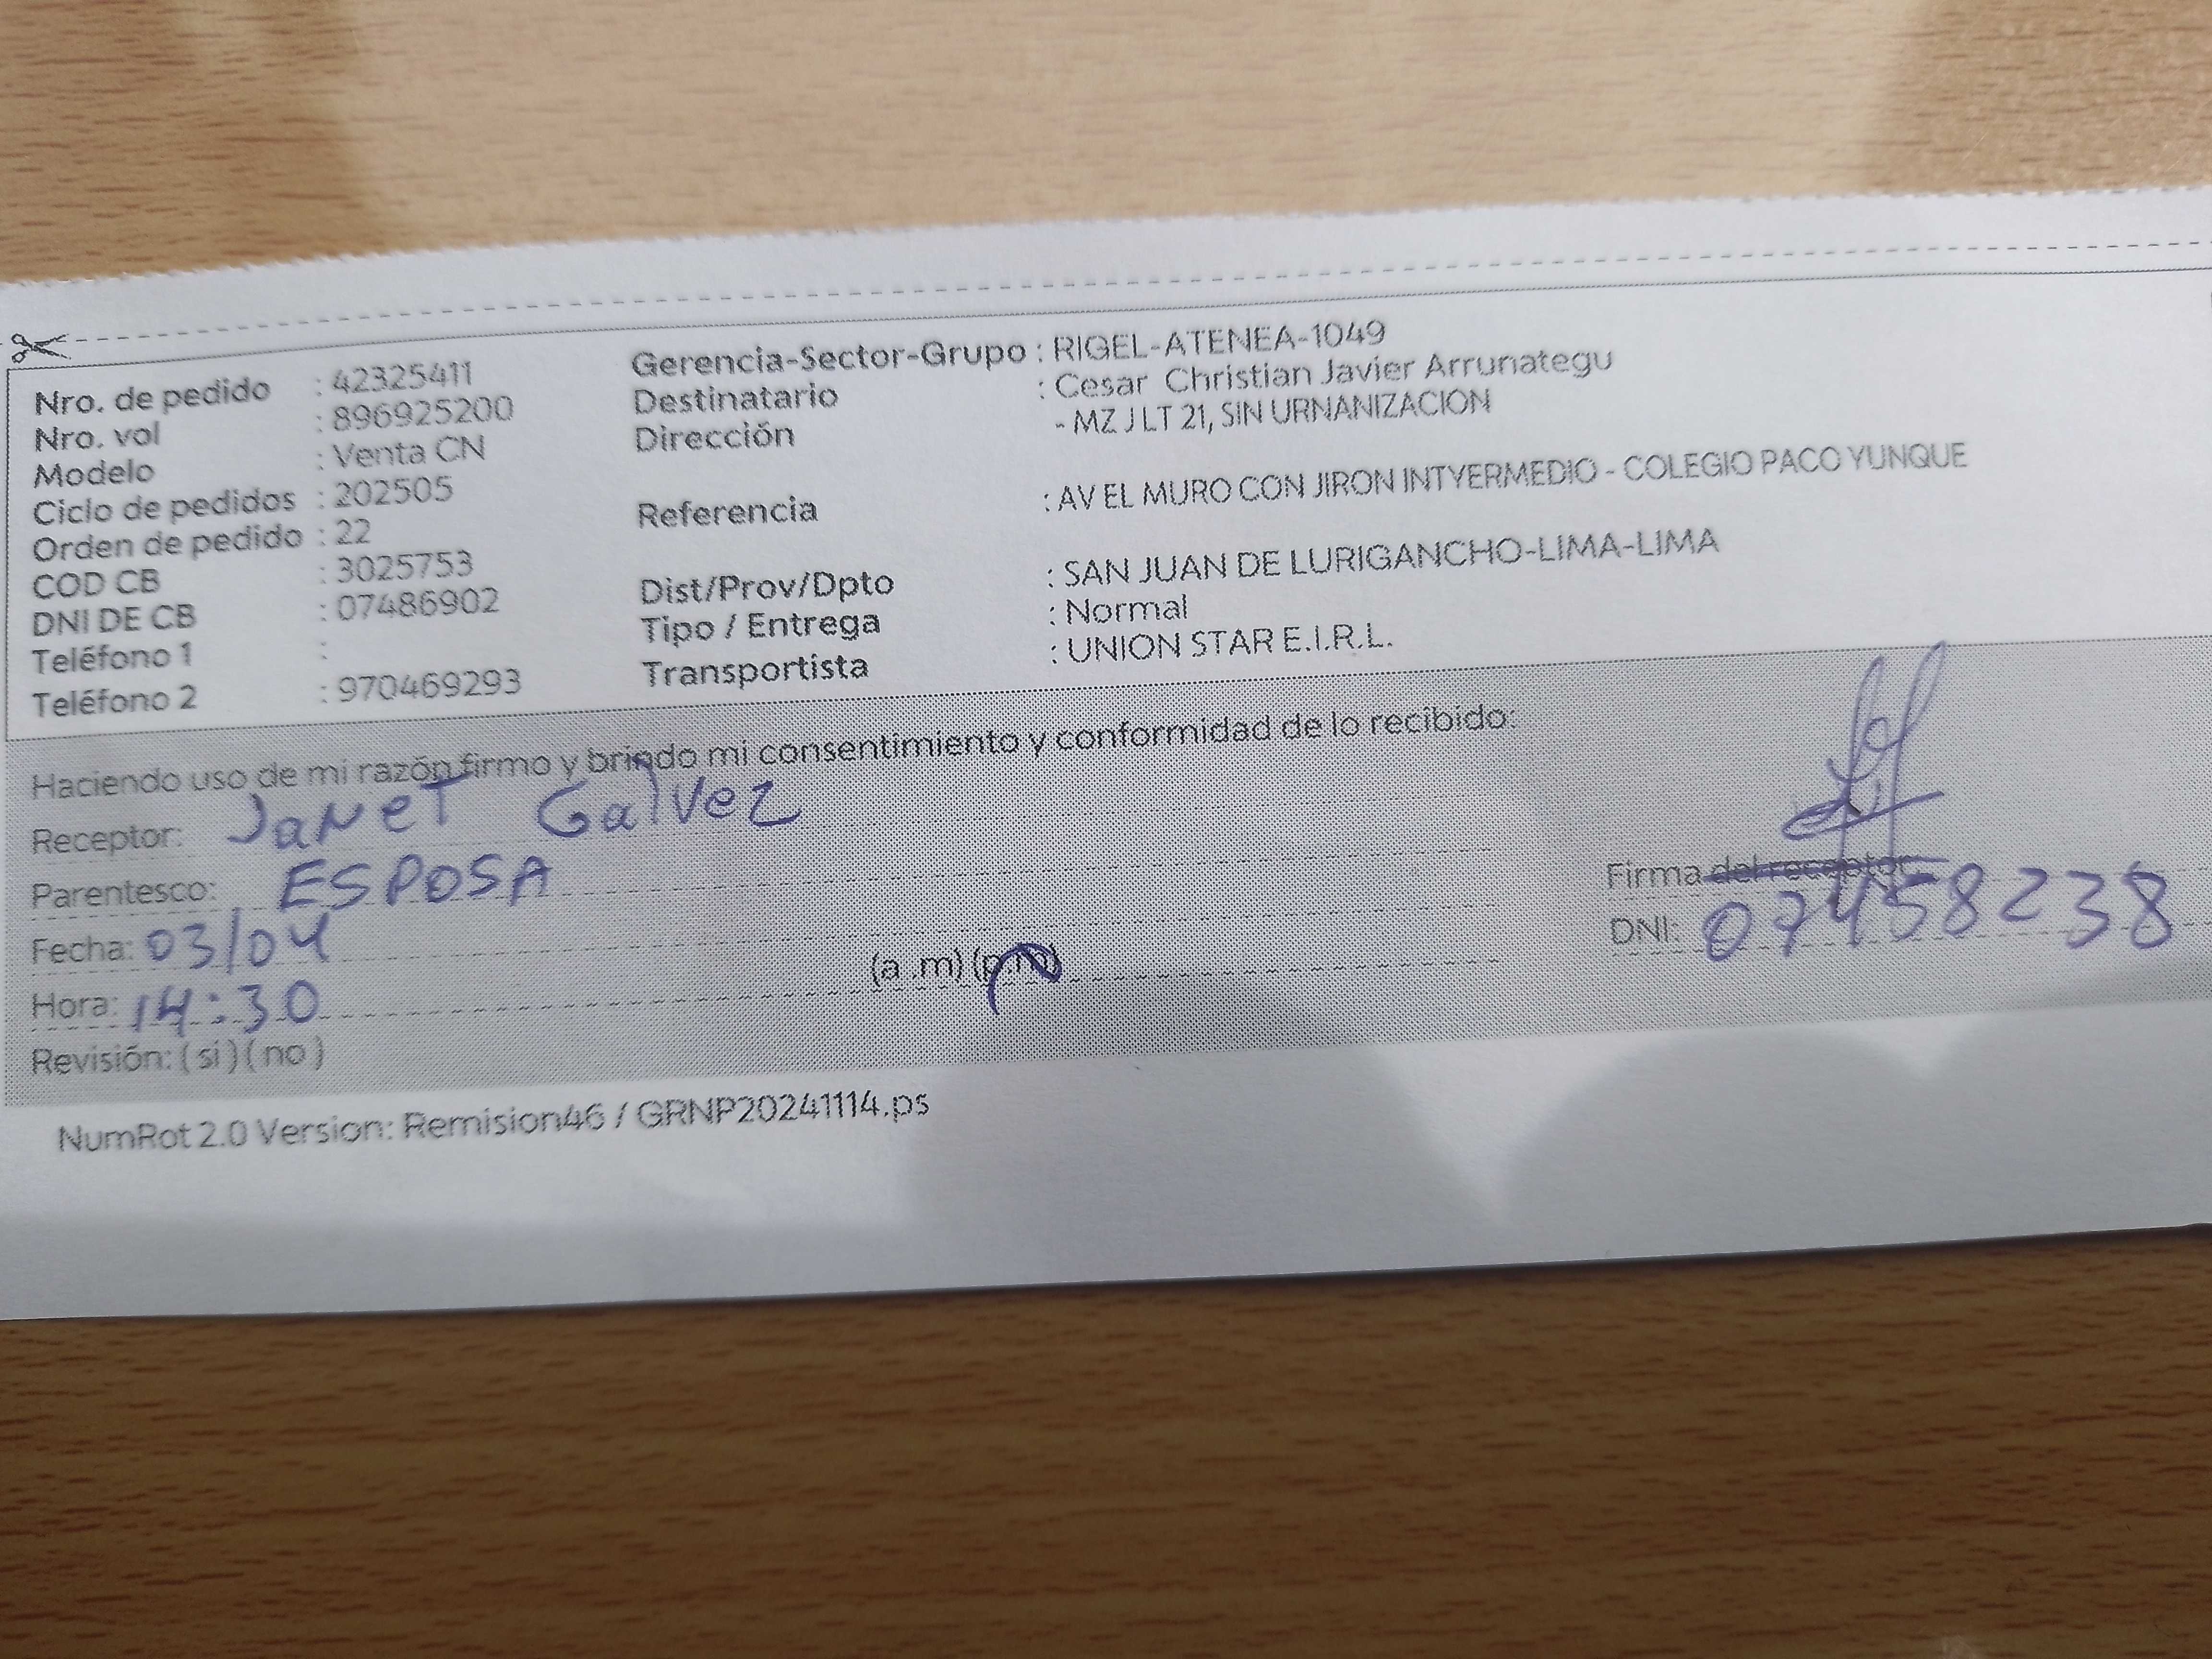 Nro. de pedido : 42325411
Nro. vol : 896925200
Modelo : Venta CN
Ciclo de pedidos : 202505
Orden de pedido : 22
COD CB : 3025753
DNI DE CB : 07486902
Teléfono 1 :
Teléfono 2 : 970469293
Gerencia-Sector-Grupo : RIGEL-ATENEA-1049
Destinatario : Cesar Christian Javier Arrunategu
Dirección - MZ J LT 21, SIN URNANIZACION
Referencia : AV EL MURO CON JIRON INTYERMEDIO - COLEGIO PACO YUNQUE
Dist/Prov/Dpto : SAN JUAN DE LURIGANCHO-LIMA-LIMA
Tipo / Entrega : Normal
Transportista : UNION STAR E.I.R.L.
Haciendo uso de mi razón firmo y brindo mi consentimiento y conformidad de lo recibido:
Receptor: JaNeT GalVez
Parentesco: ESPOSA
Fecha: 03/04
Hora: 14:30 (a .m) (p.m)
Revisión: ( si ) ( no )
Firma del receptor
DNI: 07458238
NumRot 2.0 Version: Remision46 / GRNP20241114.ps